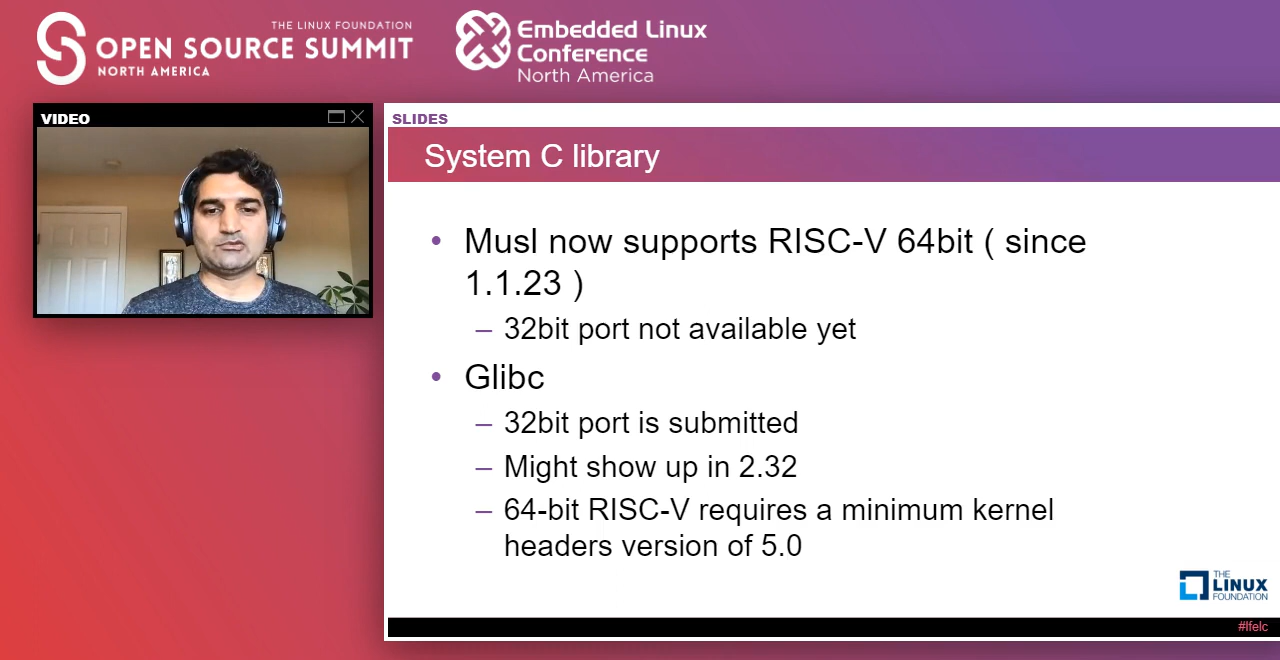 THE LINUX FOUNDATION
OPEN SOURCE SUMMIT
NORTH AMERICA
Embedded Linux
Conference
North America
VIDEO
SLIDES
System C library
• Musl now supports RISC-V 64bit ( since
1.1.23 )
– 32bit port not available yet
• Glibc
– 32bit port is submitted
– Might show up in 2.32
– 64-bit RISC-V requires a minimum kernel
headers version of 5.0
THE
LINUX
FOUNDATION
#lfelc